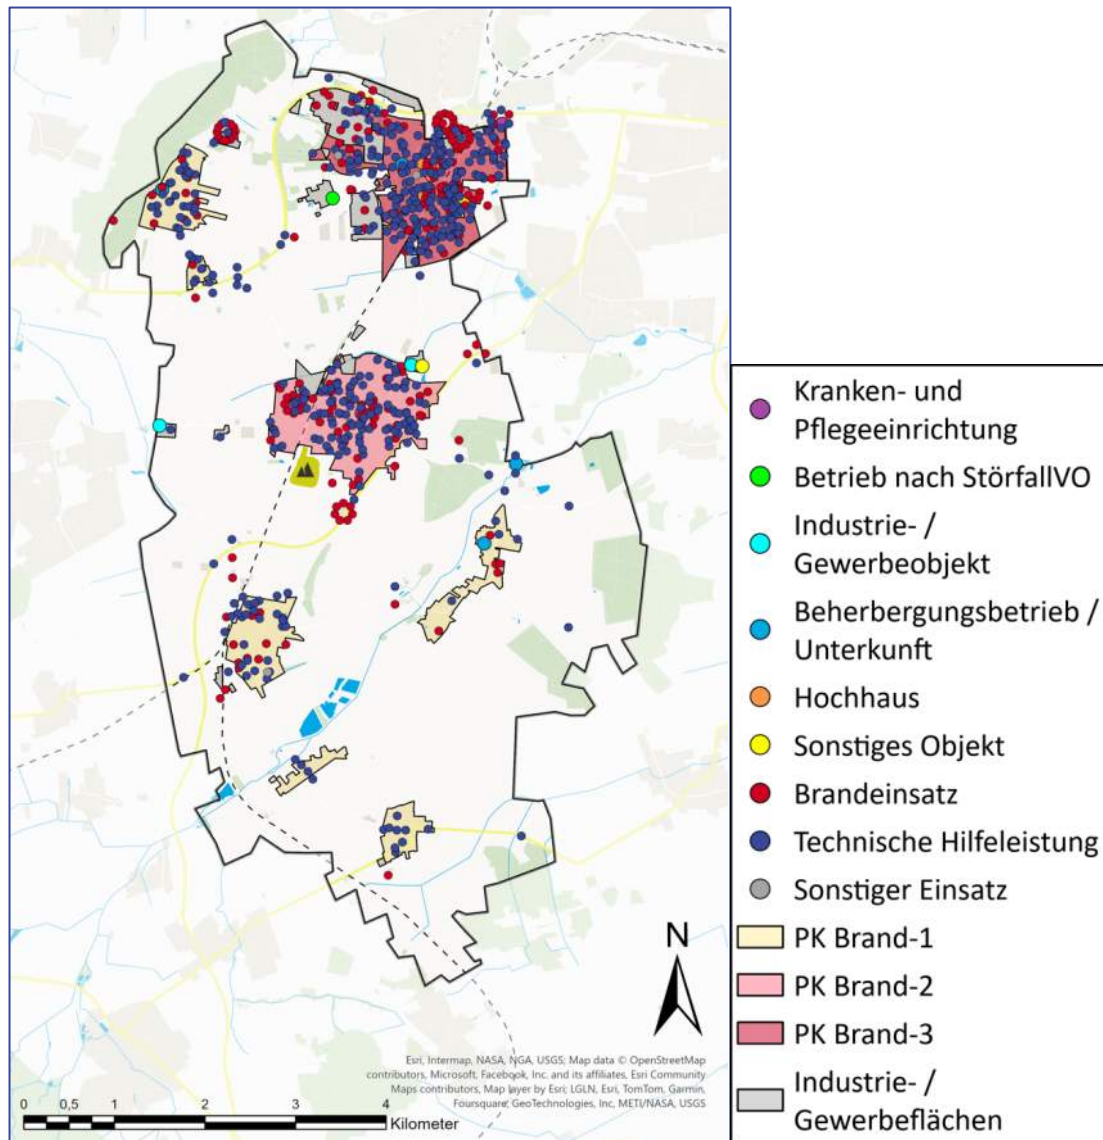 Kranken- und
Pflegeeinrichtung
Betrieb nach StörfallVO
Industrie- /
Gewerbeobjekt
Beherbergungsbetrieb /
Unterkunft
Hochhaus
Sonstiges Objekt
Brandeinsatz
Technische Hilfeleistung
Sonstiger Einsatz
PK Brand-1
PK Brand-2
PK Brand-3
Industrie- /
Gewerbeflächen
N
Esri, Intermap, NASA, NGA, USGS; Map data © OpenStreetMap
contributors, Microsoft, Facebook, Inc. and its affiliates, Esri Community
Maps contributors, Map layer by Esri; LGLN, Esri, TomTom, Garmin,
Foursquare, GeoTechnologies, Inc, METI/NASA, USGS
0 0,5 1 2 3 4
Kilometer